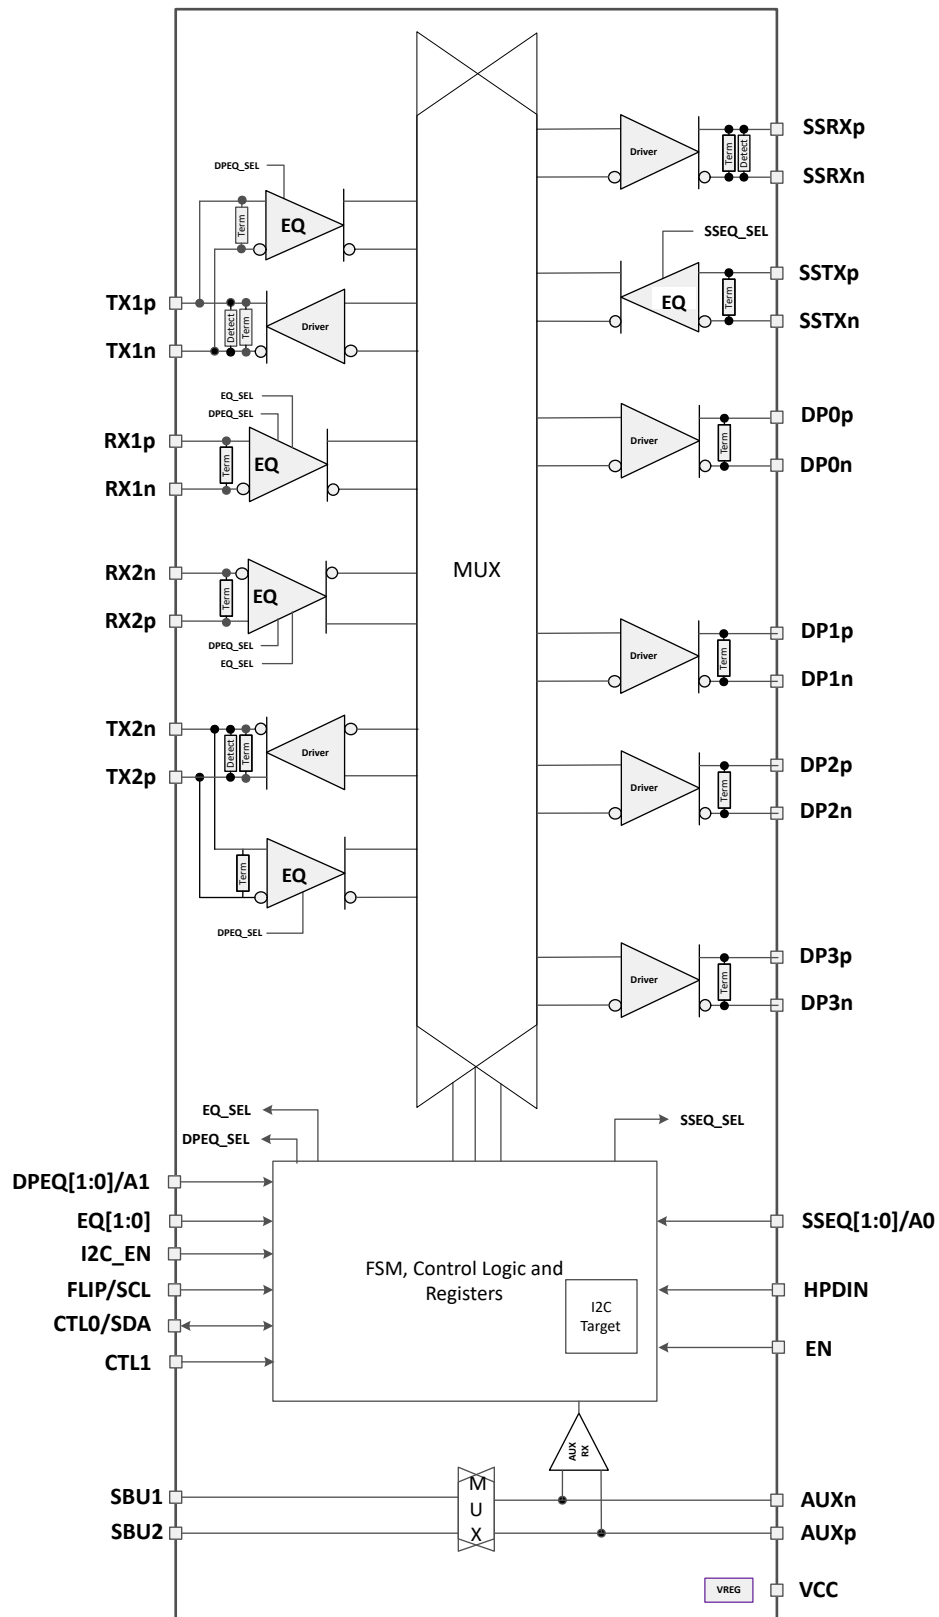 SSRXp
Driver
Term
Detect
SSRXn
DPEQ_SEL
Term
EQ
SSEQ_SEL
SSTXp
EQ
Term
SSTXn
TX1p
Detect
Term
Driver
TX1n
EQ_SEL
DPEQ_SEL
RX1p
Term
EQ
RX1n
DP0p
Driver
Term
DP0n
MUX
RX2n
Term
EQ
RX2p
DPEQ_SEL
EQ_SEL
DP1p
Driver
Term
DP1n
TX2n
Detect
Term
Driver
TX2p
DP2p
Driver
Term
DP2n
Term
EQ
DPEQ_SEL
DP3p
Driver
Term
DP3n
EQ_SEL
DPEQ_SEL
SSEQ_SEL
DPEQ[1:0]/A1
EQ[1:0]
I2C_EN
FLIP/SCL
CTL0/SDA
CTL1
FSM, Control Logic and
Registers
I2C
Target
SSEQ[1:0]/A0
HPDIN
EN
AUX
RX
SBU1
SBU2
M
U
X
AUXn
AUXp
VREG
VCC